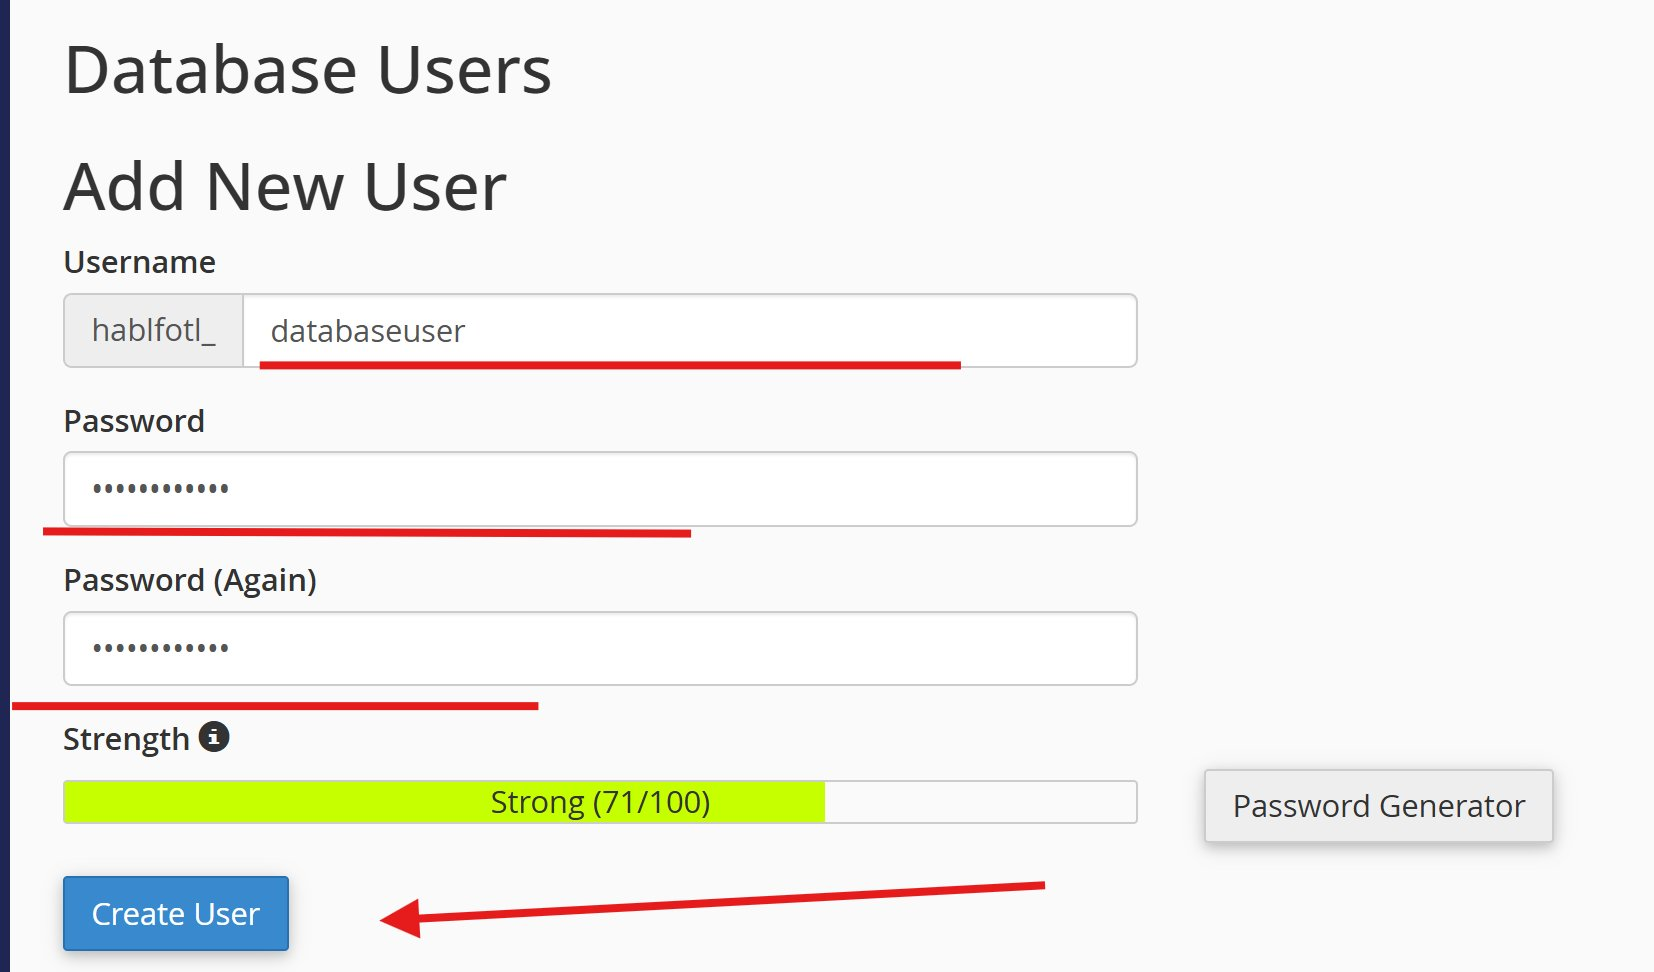 Database Users
Add New User
Username
hablfotl_ databaseuser
Password
••••••••••••
Password (Again)
••••••••••••
Strength
Strong (71/100)
Password Generator
Create User